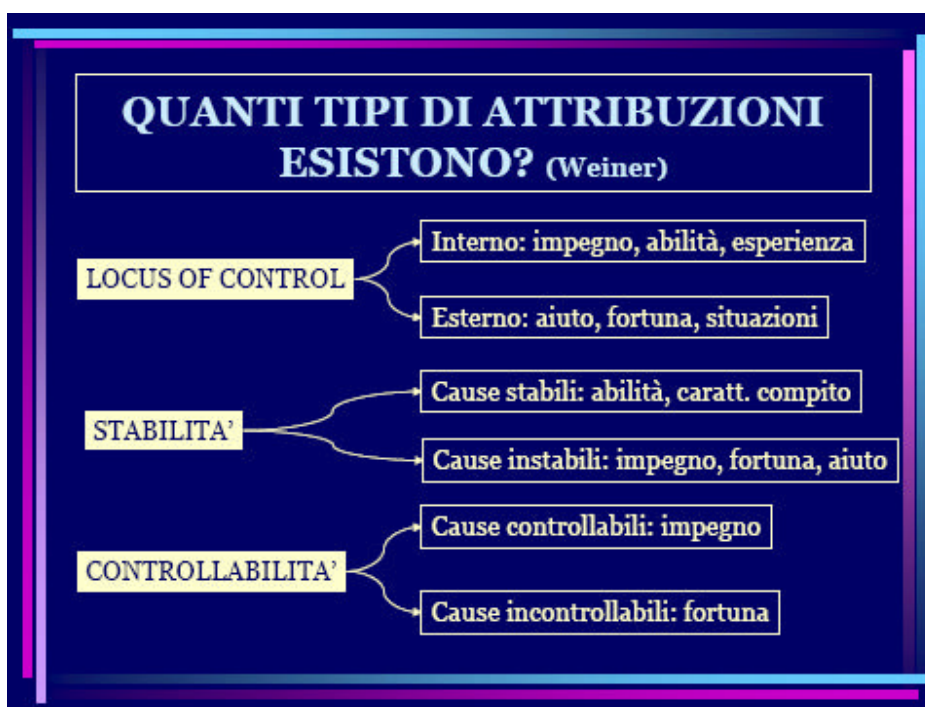 QUANTI TIPI DI ATTRIBUZIONI
ESISTONO? (Weiner)
LOCUS OF CONTROL
Interno: impegno, abilità, esperienza
Esterno: aiuto, fortuna, situazioni
STABILITA’
Cause stabili: abilità, caratt. compito
Cause instabili: impegno, fortuna, aiuto
CONTROLLABILITA’
Cause controllabili: impegno
Cause incontrollabili: fortuna